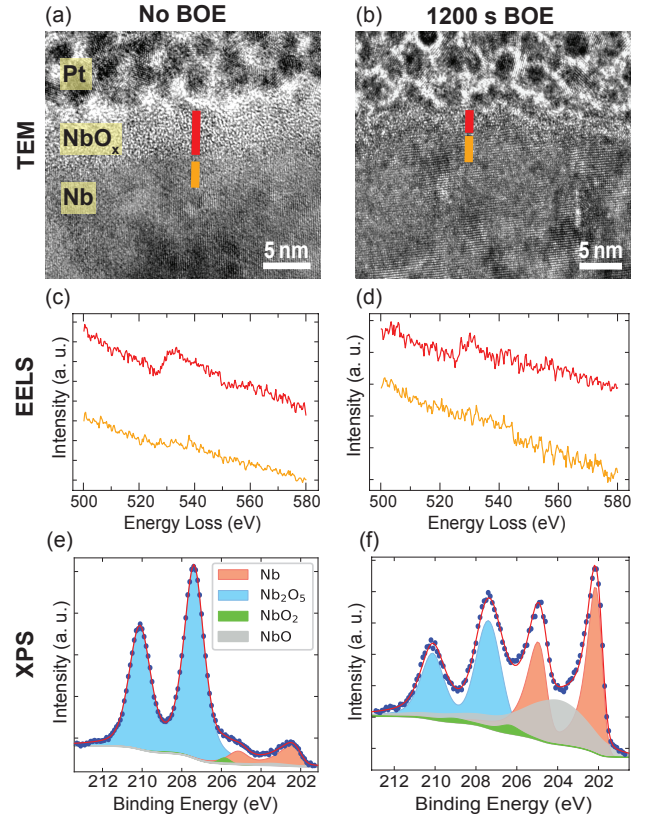 No BOE
1200 s BOE
(a)
(b)
TEM
Pt
NbOₓ
Nb
5 nm
5 nm
(c)
(d)
EELS
Intensity (a. u.)
Intensity (a. u.)
500 520 540 560 580
500 520 540 560 580
Energy Loss (eV)
Energy Loss (eV)
(e)
(f)
XPS
Nb
Nb₂O₅
NbO₂
NbO
Intensity (a. u.)
Intensity (a. u.)
212 210 208 206 204 202
212 210 208 206 204 202
Binding Energy (eV)
Binding Energy (eV)